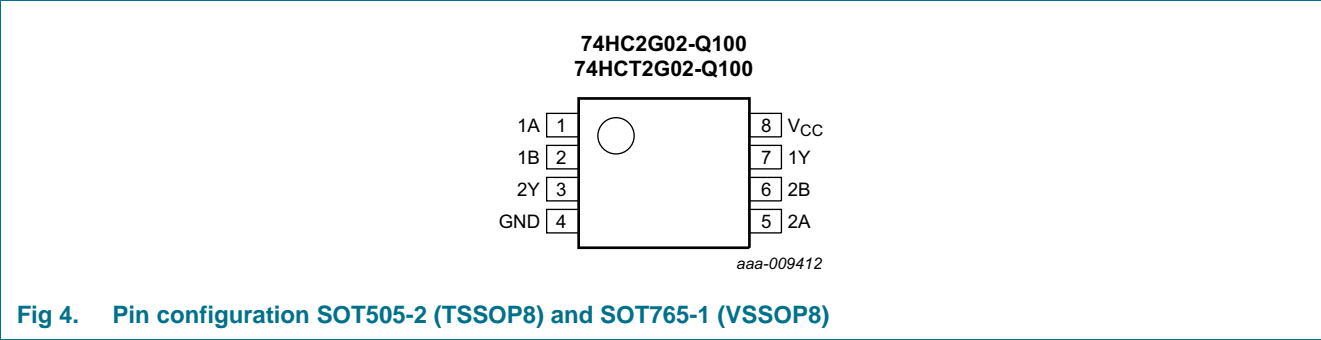 74HC2G02-Q100
74HCT2G02-Q100
1A 1 8 VCC
1B 2 7 1Y
2Y 3 6 2B
GND 4 5 2A
aaa-009412
Fig 4. Pin configuration SOT505-2 (TSSOP8) and SOT765-1 (VSSOP8)